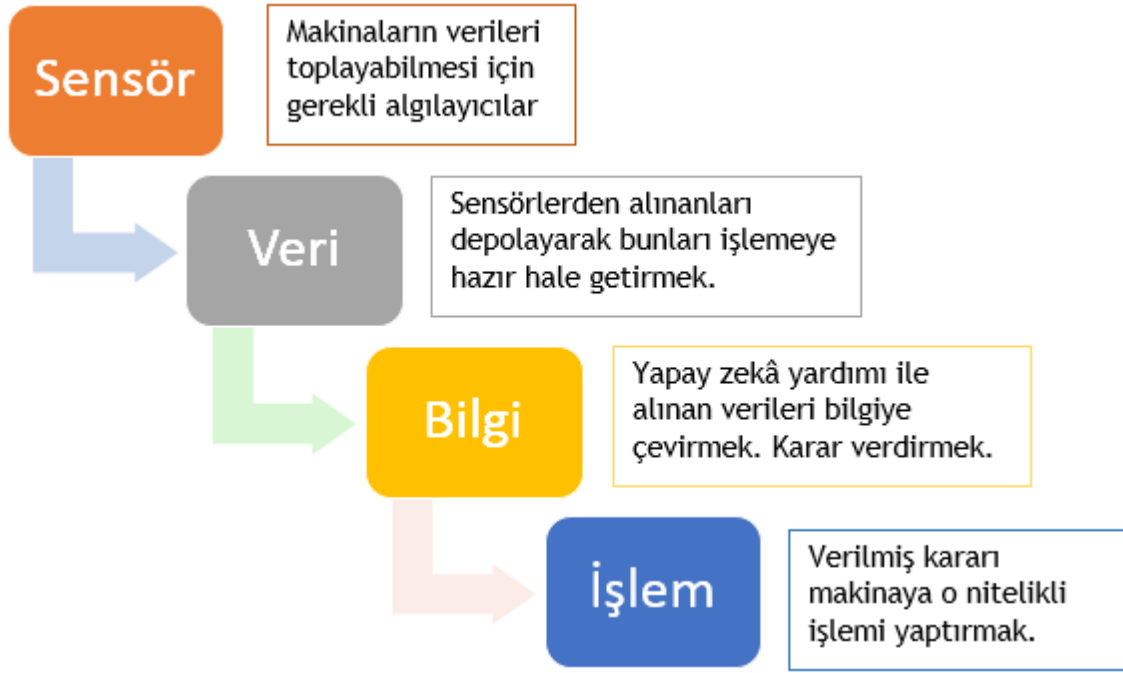 Sensör
Makinaların verileri
toplayabilmesi için
gerekli algılayıcılar
Veri
Sensörlerden alınanları
depolayarak bunları işlemeye
hazır hale getirmek.
Bilgi
Yapay zekâ yardımı ile
alınan verileri bilgiye
çevirmek. Karar verdirmek.
İşlem
Verilmiş kararı
makinaya o nitelikli
işlemi yaptırmak.